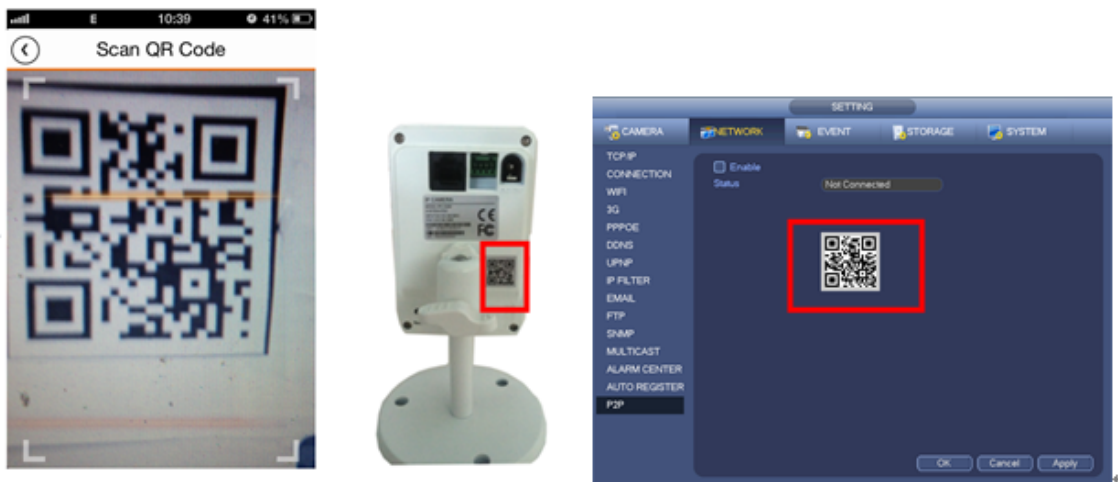 E 10:39 41%
Scan QR Code
IP CAMERA
CE
FC
SETTING
CAMERA NETWORK EVENT STORAGE SYSTEM
TCP/IP
CONNECTION
WIFI
3G
PPPOE
DDNS
UPNP
IP FILTER
EMAIL
FTP
SNMP
MULTICAST
ALARM CENTER
AUTO REGISTER
P2P
Enable
Status Not Connected
OK Cancel Apply